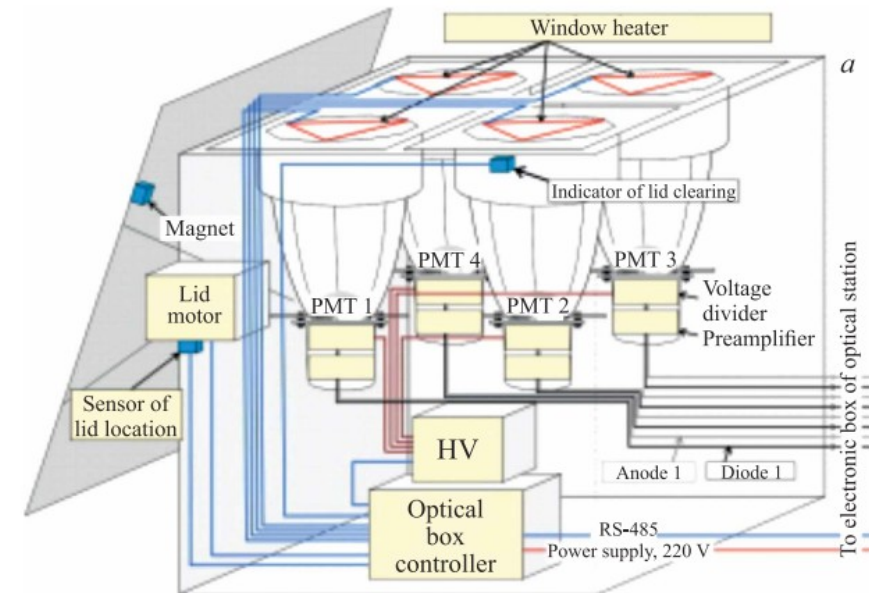 Window heater
a
Indicator of lid clearing
Magnet
PMT 4
PMT 3
Lid
motor
PMT 1
PMT 2
Voltage
divider
Preamplifier
Sensor of
lid location
HV
Anode 1
Diode 1
Optical
box
controller
RS-485
Power supply, 220 V
To electronic box of optical station